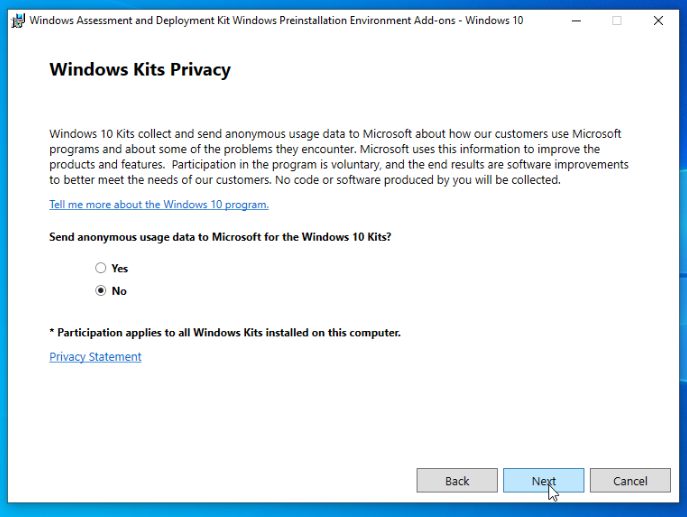 Windows Assessment and Deployment Kit Windows Preinstallation Environment Add-ons - Windows 10
Windows Kits Privacy
Windows 10 Kits collect and send anonymous usage data to Microsoft about how our customers use Microsoft
programs and about some of the problems they encounter. Microsoft uses this information to improve the
products and features.  Participation in the program is voluntary, and the end results are software improvements
to better meet the needs of our customers. No code or software produced by you will be collected.
Tell me more about the Windows 10 program.
Send anonymous usage data to Microsoft for the Windows 10 Kits?
Yes
No
* Participation applies to all Windows Kits installed on this computer.
Privacy Statement
Back Next Cancel